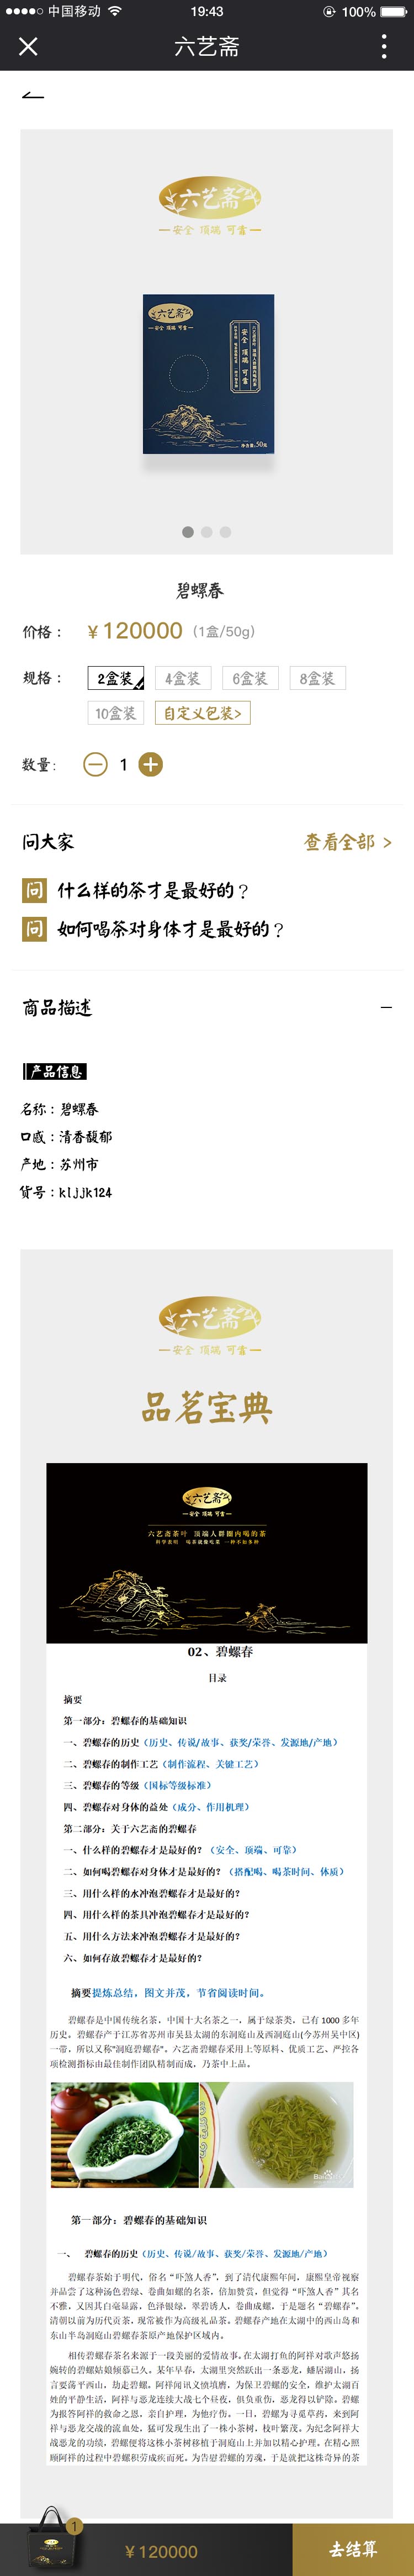 中国移动
19:43
100%
六艺斋
六艺斋
安全 顶端 可靠
六艺斋
安全 顶端 可靠
安全 顶端 可靠
净含量:50克
碧螺春
价格：
¥120000 (1盒/50g)
规格：
2盒装 4盒装 6盒装 8盒装
10盒装 自定义包装>
数量:
1
问大家
查看全部 >
问 什么样的茶才是最好的？
问 如何喝茶对身体才是最好的？
商品描述
产品信息
名称：碧螺春
口感：清香馥郁
产地：苏州市
货号：kljjk124
六艺斋
安全 顶端 可靠
品茗宝典
六艺斋
安全 顶端 可靠
六艺斋茶叶 顶端人群圈内喝的茶
科学表明 喝茶就像吃菜 一种不如多种
02、碧螺春
目录
摘要
第一部分：碧螺春的基础知识
一、碧螺春的历史（历史、传说/故事、获奖/荣誉、发源地/产地）
二、碧螺春的制作工艺（制作流程、关键工艺）
三、碧螺春的等级（国标等级标准）
四、碧螺春对身体的益处（成分、作用机理）
第二部分：关于六艺斋的碧螺春
一、什么样的碧螺春才是最好的？（安全、顶端、可靠）
二、如何喝碧螺春对身体才是最好的？（搭配喝、喝茶时间、体质）
三、用什么样的水冲泡碧螺春才是最好的？
四、用什么样的茶具冲泡碧螺春才是最好的？
五、用什么方法来冲泡碧螺春才是最好的？
六、如何存放碧螺春才是最好的？
摘要提炼总结，图文并茂，节省阅读时间。
碧螺春是中国传统名茶，中国十大名茶之一，属于绿茶类，已有 1000 多年
历史。碧螺春产于江苏省苏州市吴县太湖的东洞庭山及西洞庭山(今苏州吴中区)
一带，所以又称"洞庭碧螺春"。六艺斋碧螺春采用上等原料、优质工艺、严控各
项检测指标由最佳制作团队精制而成，乃茶中上品。
Bai 百科
第一部分：碧螺春的基础知识
一、 碧螺春的历史（历史、传说/故事、获奖/荣誉、发源地/产地）
碧螺春茶始于明代，俗名“吓煞人香”，到了清代康熙年间，康熙皇帝视察
并品尝了这种汤色碧绿、卷曲如螺的名茶，倍加赞赏，但觉得“吓煞人香”其名
不雅，又因其白毫显露，色泽银绿，翠碧诱人，卷曲成螺，于是题名“碧螺春”。
清朝以前为历代贡茶，现常被作为高级礼品茶。碧螺春产地在太湖中的西山岛和
东山半岛洞庭山碧螺春茶原产地保护区域内。
相传碧螺春茶名来源于一段美丽的爱情故事。在太湖打鱼的阿祥对歌声悠扬
婉转的碧螺姑娘倾慕已久，某年早春，太湖里突然跃出一条恶龙，蟠居湖山，扬
言要荡平西山，劫走碧螺。阿祥闻讯义愤填膺，为保卫碧螺的安全，维护太湖百
姓的平静生活，阿祥与恶龙连续大战七个昼夜，俱负重伤，恶龙得以铲除。碧螺
为报答阿祥的救命之恩，亲自护理，为他疗伤。一日，碧螺为寻觅草药，来到阿
祥与恶龙交战的流血处，猛可发现生出了一株小茶树，枝叶繁茂。为纪念阿祥大
战恶龙的功绩，碧螺便将这株小茶树移植于洞庭山上并加以精心护理。在精心照
顾阿祥的过程中碧螺积劳成疾而死。为告慰碧螺的芳魂，于是就把这株奇异的茶
1
¥120000
去结算